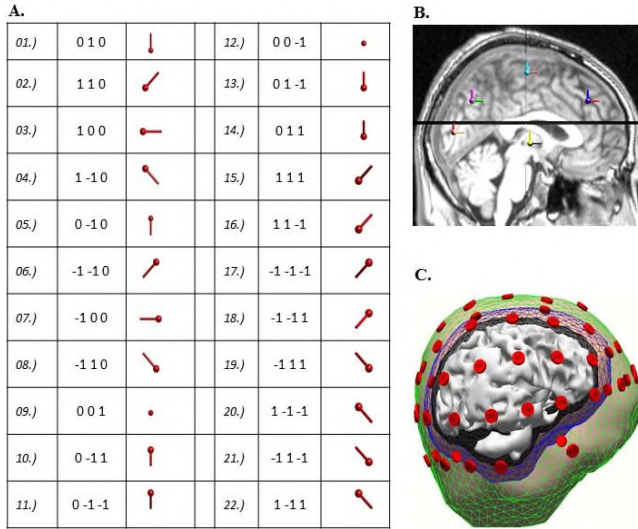 A.
B.
01.) 0 1 0 12.) 0 0 -1
02.) 1 1 0 13.) 0 1 -1
03.) 1 0 0 14.) 0 1 1
04.) 1 -1 0 15.) 1 1 1
05.) 0 -1 0 16.) 1 1 -1
06.) -1 -1 0 17.) -1 -1 -1
07.) -1 0 0 18.) -1 -1 1
08.) -1 1 0 19.) -1 1 1
09.) 0 0 1 20.) 1 -1 -1
10.) 0 -1 1 21.) -1 1 -1
11.) 0 -1 -1 22.) 1 -1 1
C.